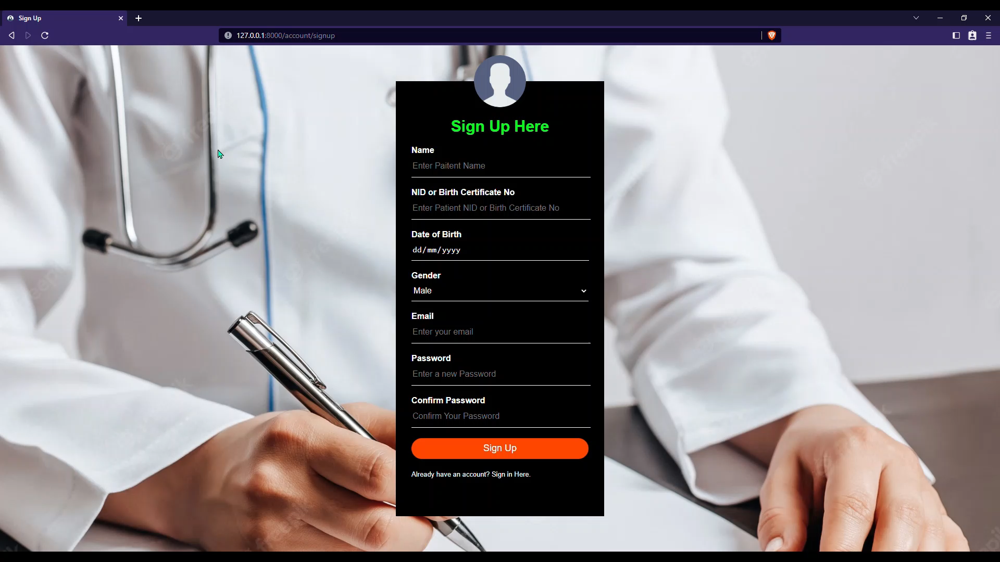 Sign Up
127.0.0.1:8000/account/signup
Sign Up Here
Name
Enter Paitent Name
NID or Birth Certificate No
Enter Patient NID or Birth Certificate No
Date of Birth
dd/mm/yyyy
Gender
Male
Email
Enter your email
Password
Enter a new Password
Confirm Password
Confirm Your Password
Sign Up
Already have an account? Sign in Here.